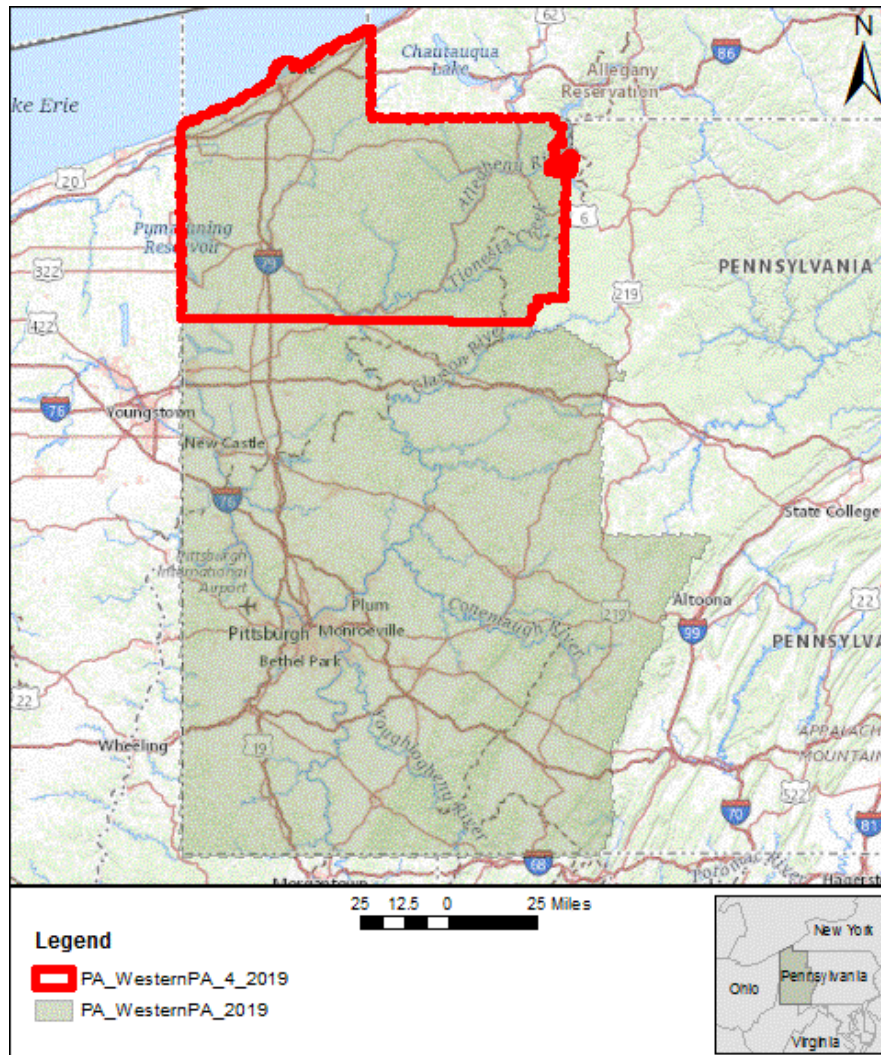 N
62
86
Chautauqua
Lake
Allegany
Reservation
ke Erie
20
Allegheny
6
Pymatuning
Reservoir
79
Tionesta Creek
322
PENNSYLVANIA
219
422
Clarion River
76
Youngstown
New Castle
76
State College
Pittsburgh
International
Airport
Plum
Conemaugh River
219
Altoona
22
Pittsburgh
Monroeville
99
PENNSYLVA
Bethel Park
22
Wheeling
19
Youghiogheny River
APPALACH
MOUNTAIN
522
70
81
68
Potomac River
Morgantown
Hagerst
25 12.5 0 25 Miles
Legend
PA_WesternPA_4_2019
PA_WesternPA_2019
New York
Pennsylvania
Ohio
Virginia